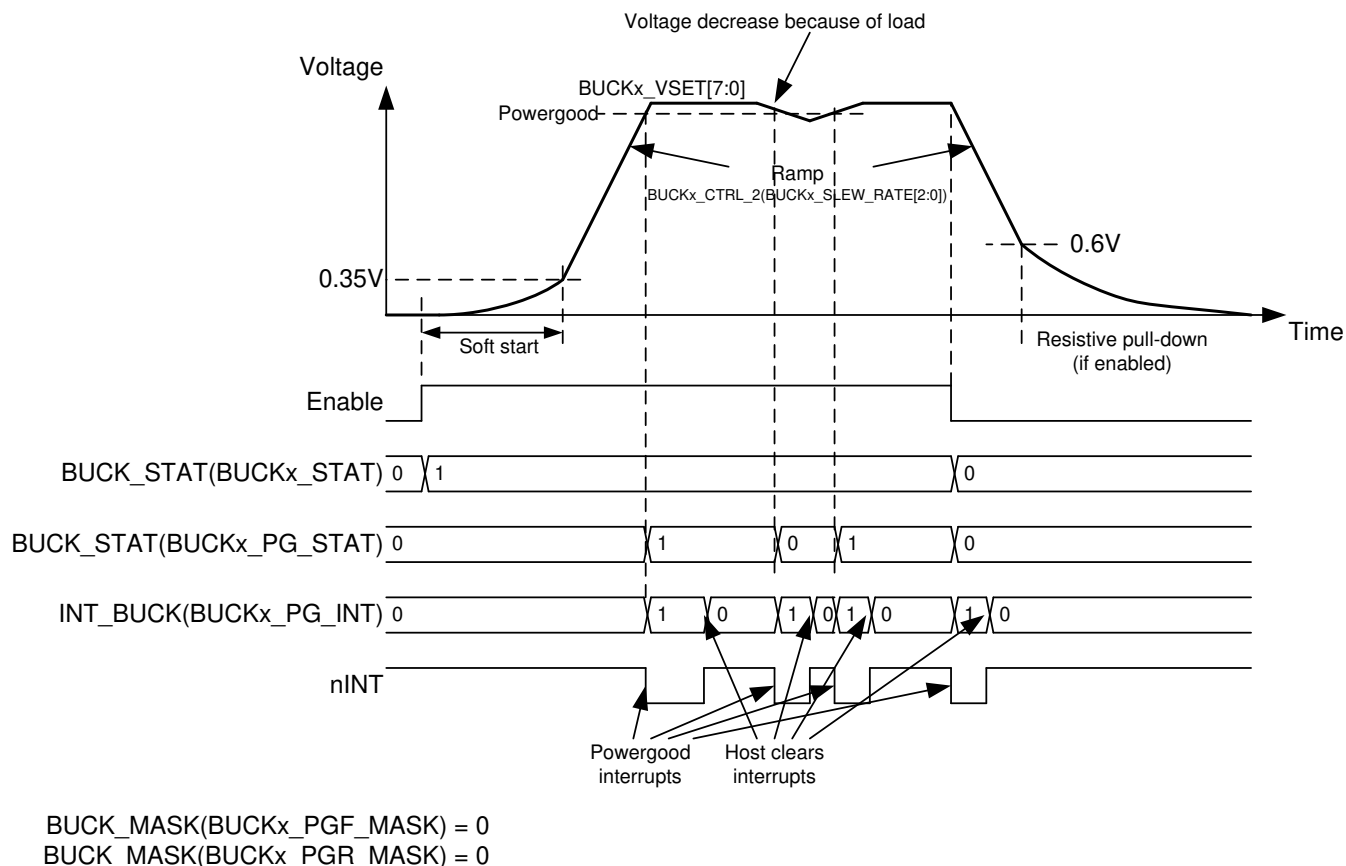 Voltage decrease because of load
Voltage
BUCKx_VSET[7:0]
Powergood
Ramp
BUCKx_CTRL_2(BUCKx_SLEW_RATE[2:0])
0.6V
0.35V
Time
Soft start
Resistive pull-down
(if enabled)
Enable
BUCK_STAT(BUCKx_STAT) 0 1 0
BUCK_STAT(BUCKx_PG_STAT) 0 1 0 1 0
INT_BUCK(BUCKx_PG_INT) 0 1 0 1 0 1 0 1 0
nINT
Powergood
interrupts
Host clears
interrupts
BUCK_MASK(BUCKx_PGF_MASK) = 0
BUCK_MASK(BUCKx_PGR_MASK) = 0